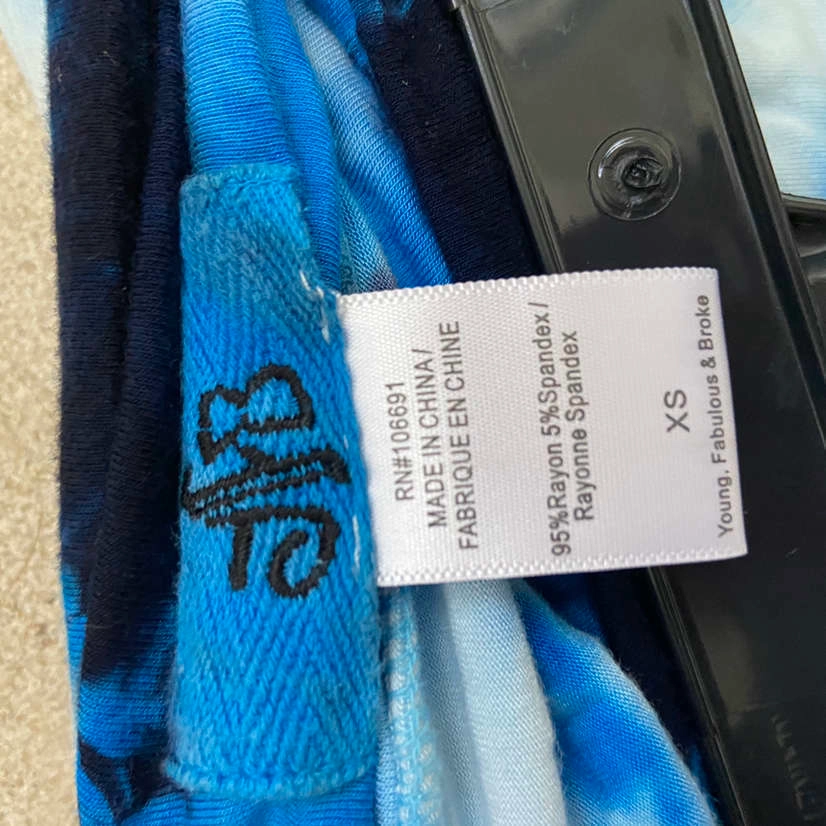 RN#106691
MADE IN CHINA/
FABRIQUE EN CHINE
95%Rayon 5%Spandex/
Rayonne Spandex
XS
Young, Fabulous & Broke